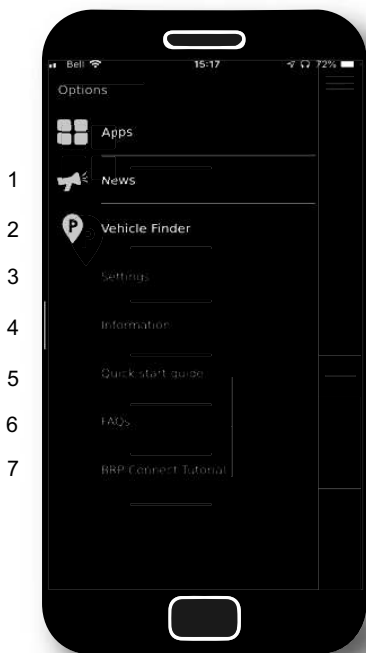 Bell 15:17 72%
Options
Apps
1 News
2 Vehicle Finder
3 Settings
4 Information
5 Quick start guide
6 FAQs
7 BRP Connect Tutorial